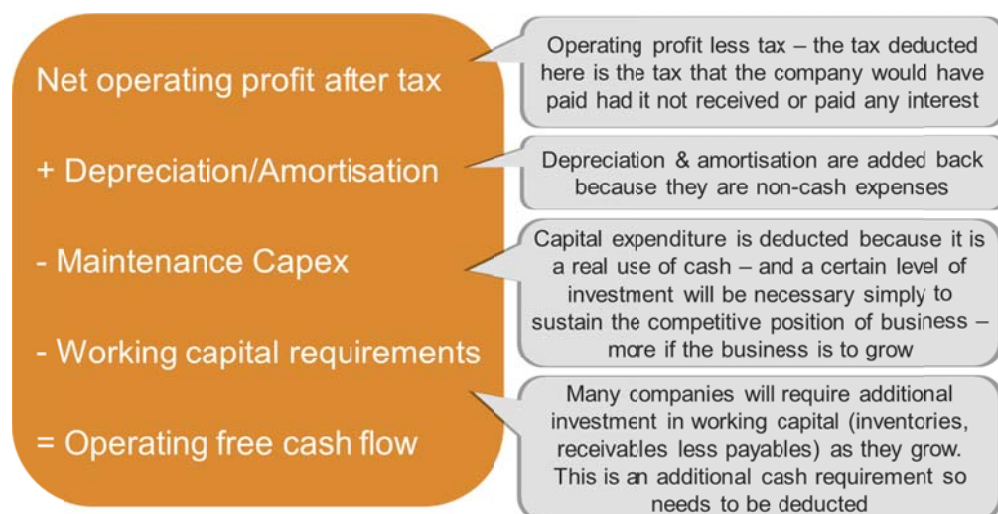 Net operating profit after tax
Operating profit less tax – the tax deducted
here is the tax that the company would have
paid had it not received or paid any interest
+ Depreciation/Amortisation
Depreciation & amortisation are added back
because they are non-cash expenses
- Maintenance Capex
Capital expenditure is deducted because it is
a real use of cash – and a certain level of
investment will be necessary simply to
sustain the competitive position of business –
more if the business is to grow
- Working capital requirements
Many companies will require additional
investment in working capital (inventories,
receivables less payables) as they grow.
This is an additional cash requirement so
needs to be deducted
= Operating free cash flow